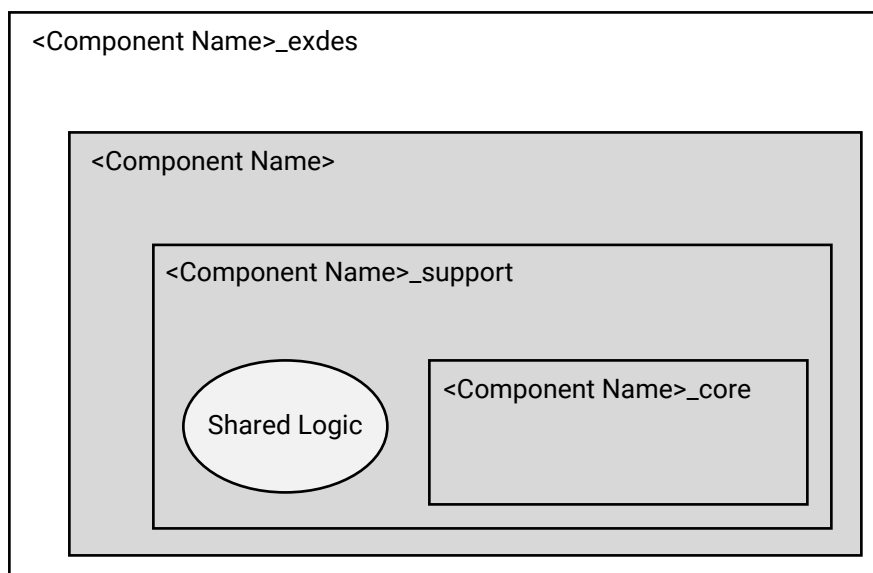 <Component Name>_exdes
<Component Name>
<Component Name>_support
<Component Name>_core
Shared Logic